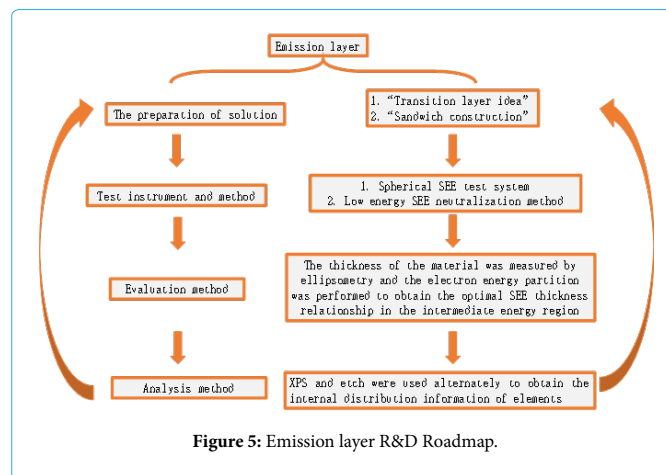 Emission layer
The preparation of solution
1. “Transition layer idea”
2. “Sandwich construction”
Test instrument and method
1. Spherical SEE test system
2. Low energy SEE neutralization method
Evaluation method
The thickness of the material was measured by
ellipsometry and the electron energy partition
was performed to obtain the optimal SEE thickness
relationship in the intermediate energy region
Analysis method
XPS and etch were used alternately to obtain the
internal distribution information of elements
Figure 5: Emission layer R&D Roadmap.